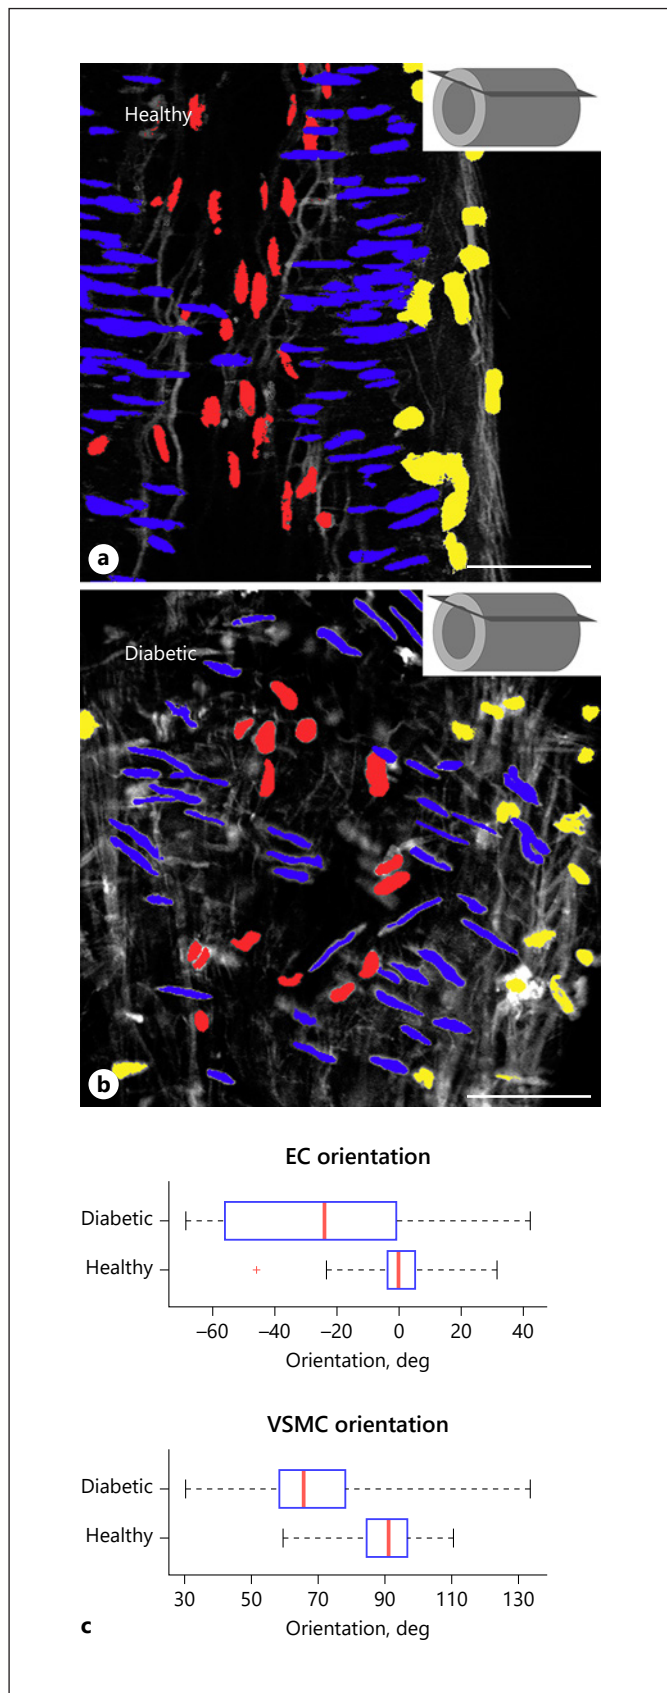 Healthy
a
Diabetic
b
EC orientation
Diabetic
Healthy
–60 –40 –20 0 20 40
Orientation, deg
VSMC orientation
Diabetic
Healthy
30 50 70 90 110 130
c Orientation, deg